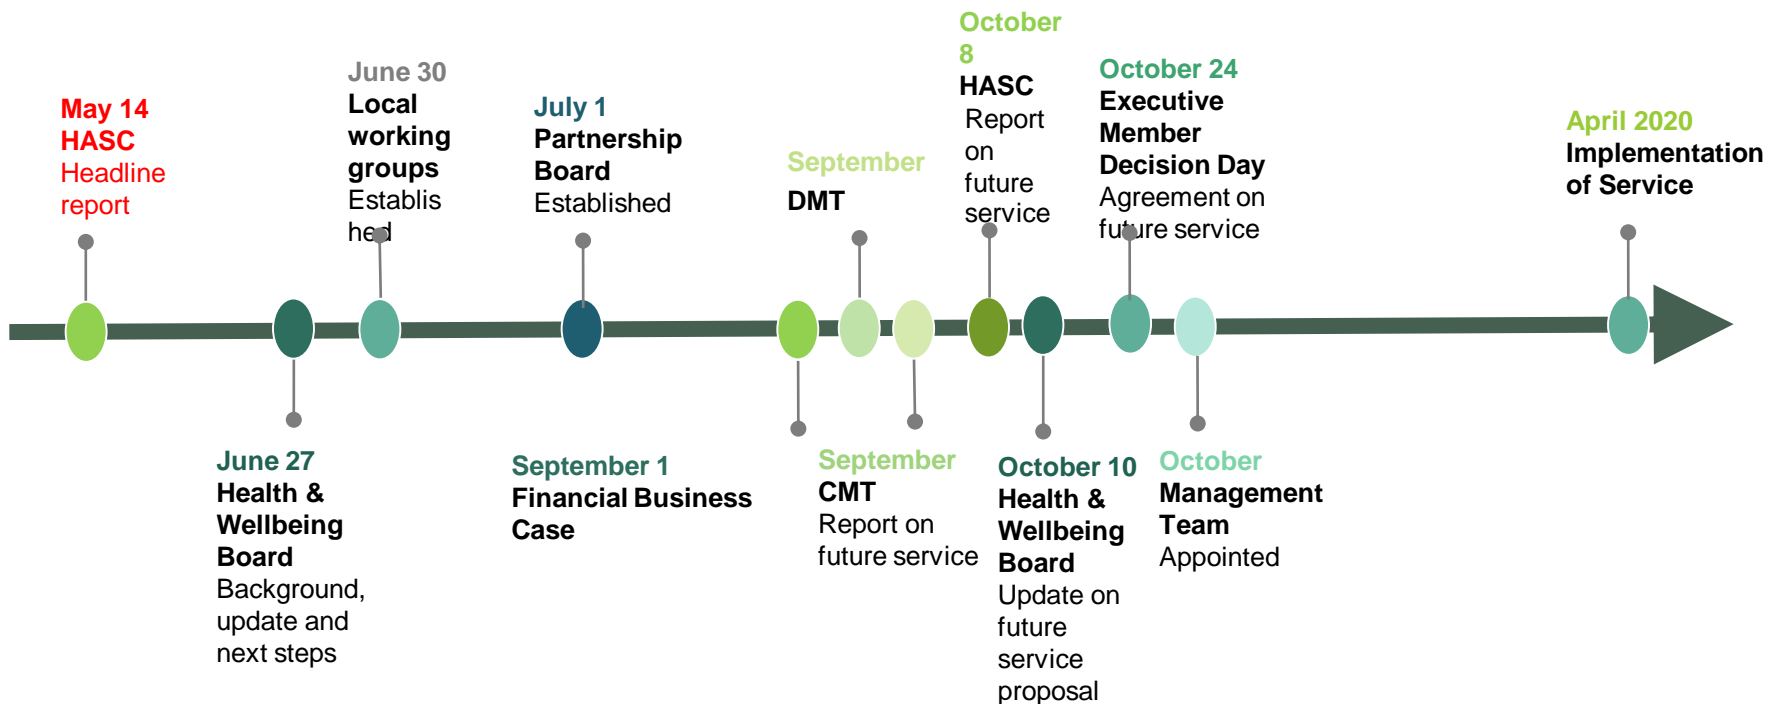 May 14
HASC
Headline
report
June 27
Health &
Wellbeing
Board
Background,
update and
next steps
June 30
Local
working
groups
Establis
hed
July 1
Partnership
Board
Established
September 1
Financial Business
Case
September
DMT
September
CMT
Report on
future service
October
8
HASC
Report
on
future
service
October 10
Health &
Wellbeing
Board
Update on
future
service
proposal
October 24
Executive
Member
Decision Day
Agreement on
future service
October
Management
Team
Appointed
April 2020
Implementation
of Service